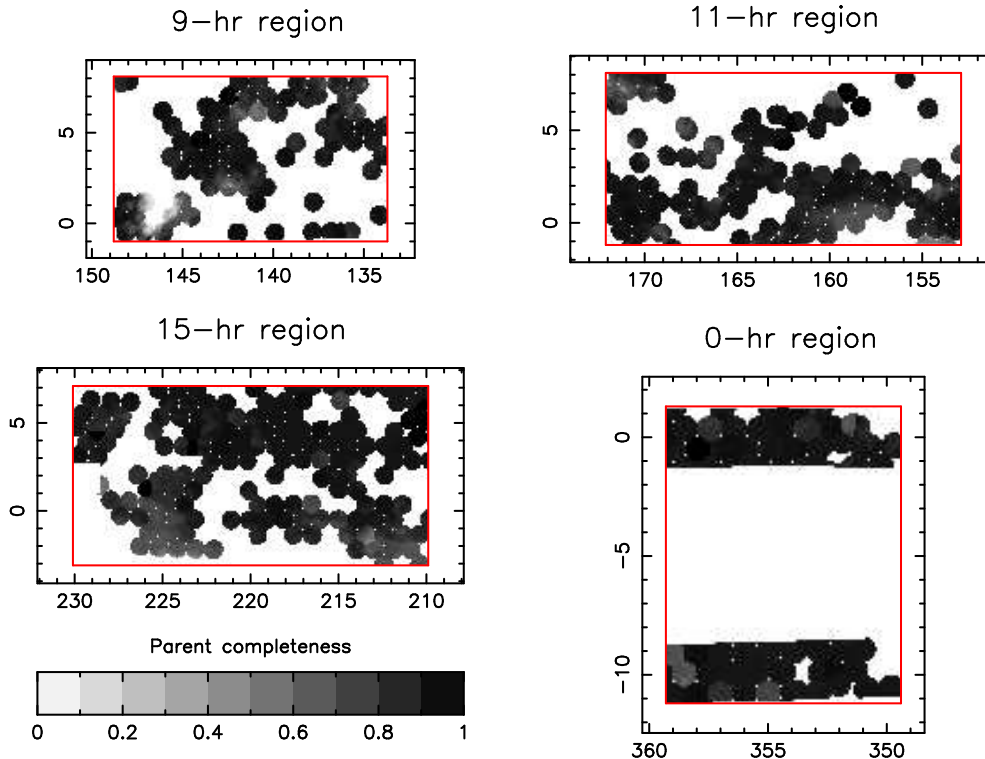 9-hr region
11-hr region
5
0
150 145 140 135
5
0
170 165 160 155
15-hr region
0-hr region
5
0
230 225 220 215 210
0
-5
-10
360 355 350
Parent completeness
0 0.2 0.4 0.6 0.8 1